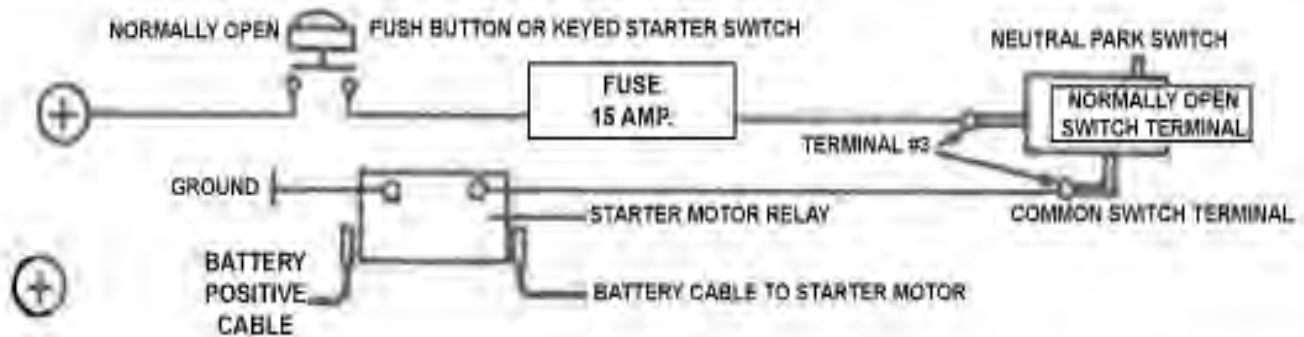 NORMALLY OPEN
FUSH BUTTON OR KEYED STARTER SWITCH
NEUTRAL PARK SWITCH
FUSE
15 AMP.
NORMALLY OPEN
SWITCH TERMINAL
TERMINAL #3
GROUND
STARTER MOTOR RELAY
COMMON SWITCH TERMINAL
BATTERY
POSITIVE
CABLE
BATTERY CABLE TO STARTER MOTOR